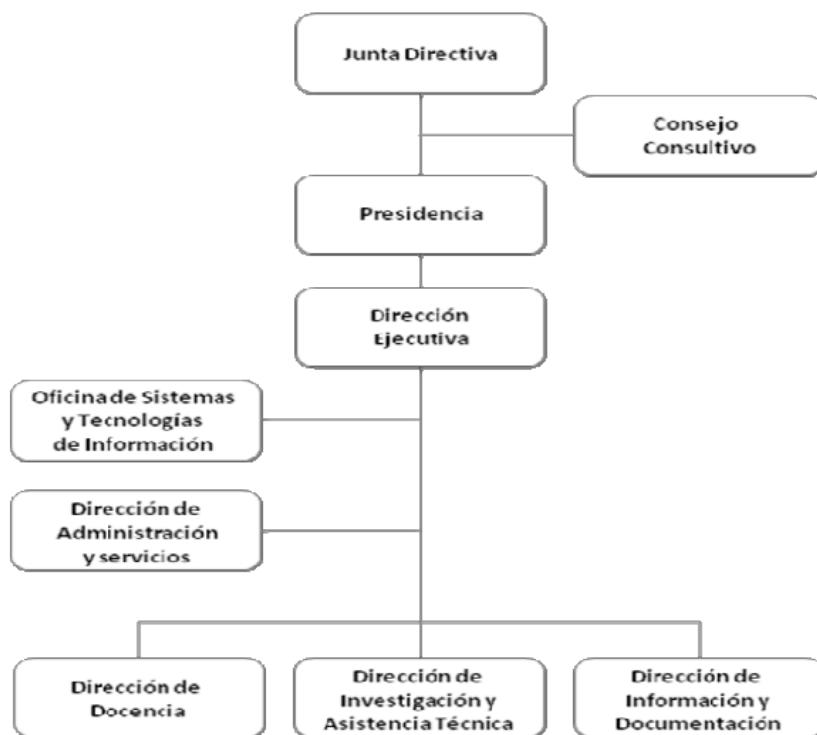 Junta Directiva
Consejo
Consultivo
Presidencia
Dirección
Ejecutiva
Oficina de Sistemas
y Tecnologías
de Información
Dirección de
Administración
y servicios
Dirección de
Docencia
Dirección de
Investigación y
Asistencia Técnica
Dirección de
Información y
Documentación